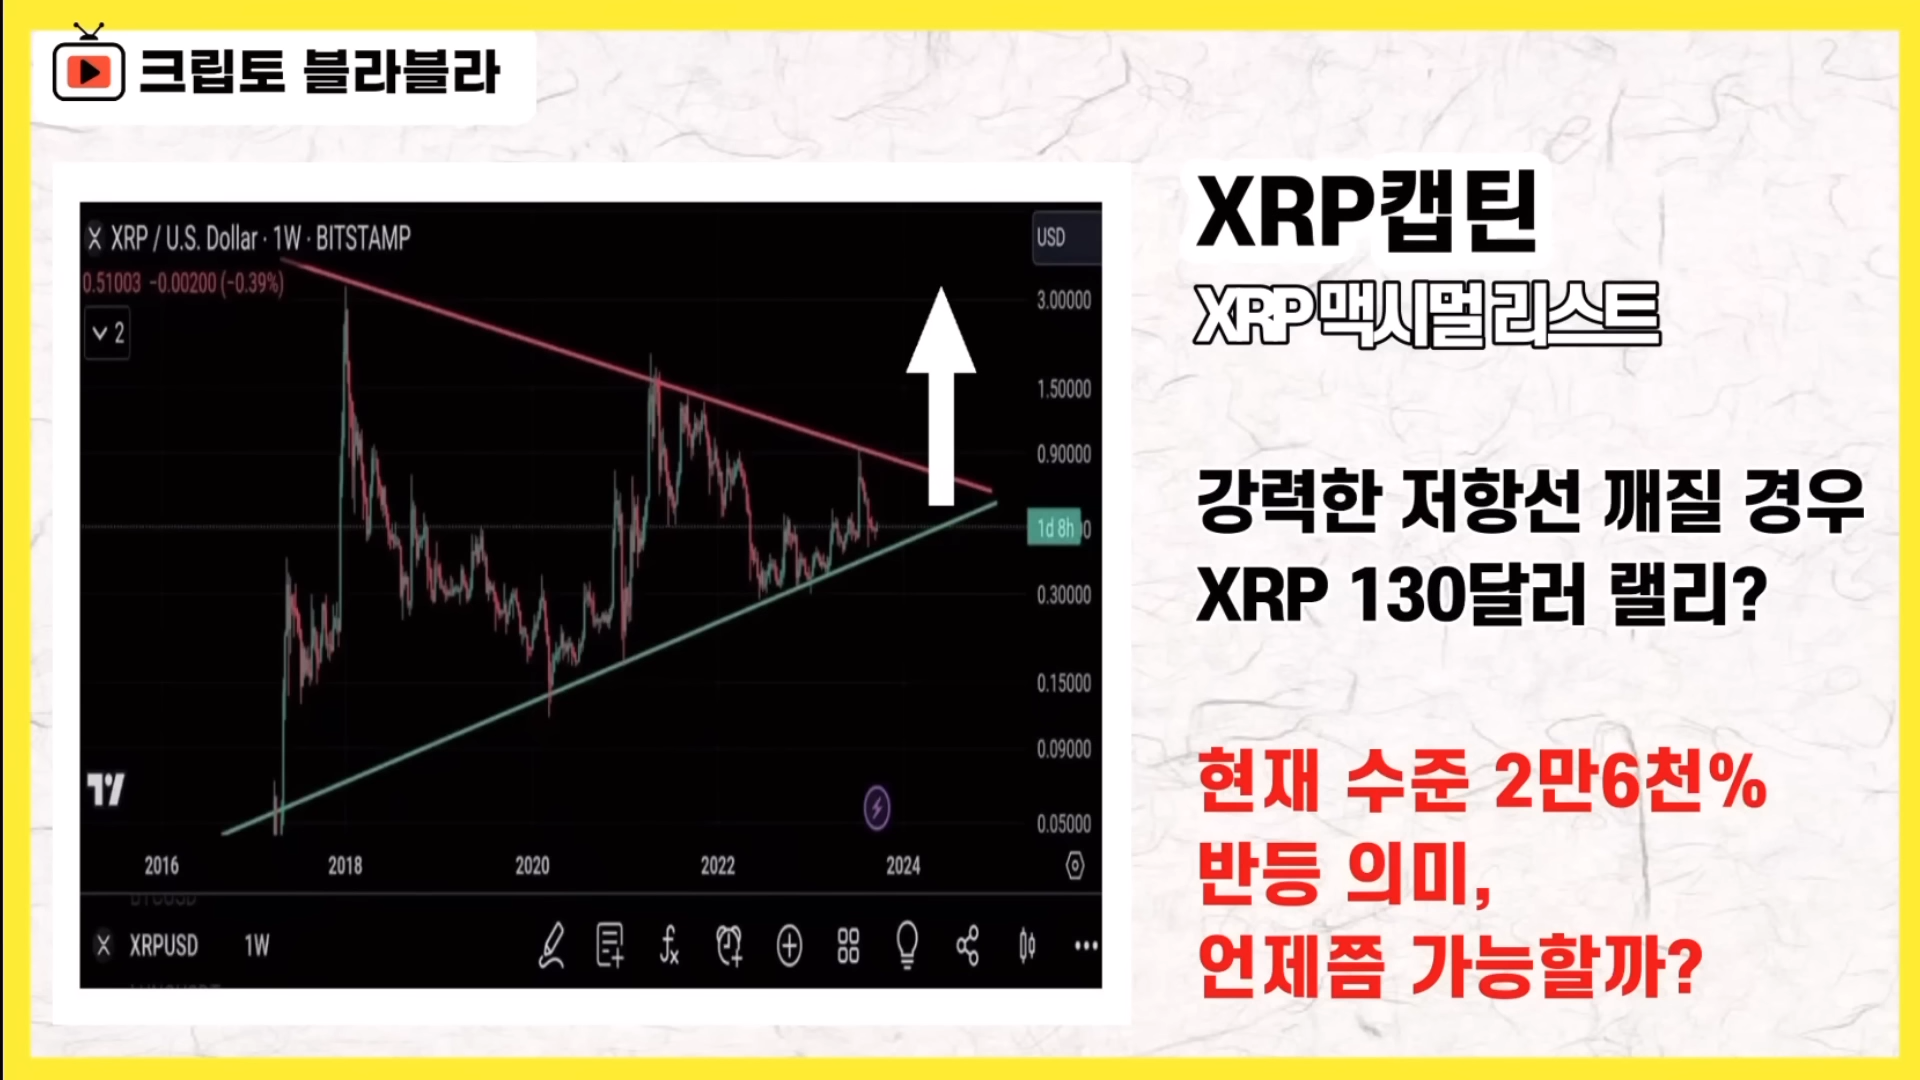 크립토 블라블라
XRP / U.S. Dollar · 1W · BITSTAMP
USD
0.51003 −0.00200 (−0.39%)
2
3.00000
1.50000
0.90000
1d 8h
0.30000
0.15000
0.09000
0.05000
2016 2018 2020 2022 2024
XRPUSD 1W
XRP캡틴
XRP 맥시멀리스트
강력한 저항선 깨질 경우
XRP 130달러 랠리?
현재 수준 2만6천%
반등 의미,
언제쯤 가능할까?